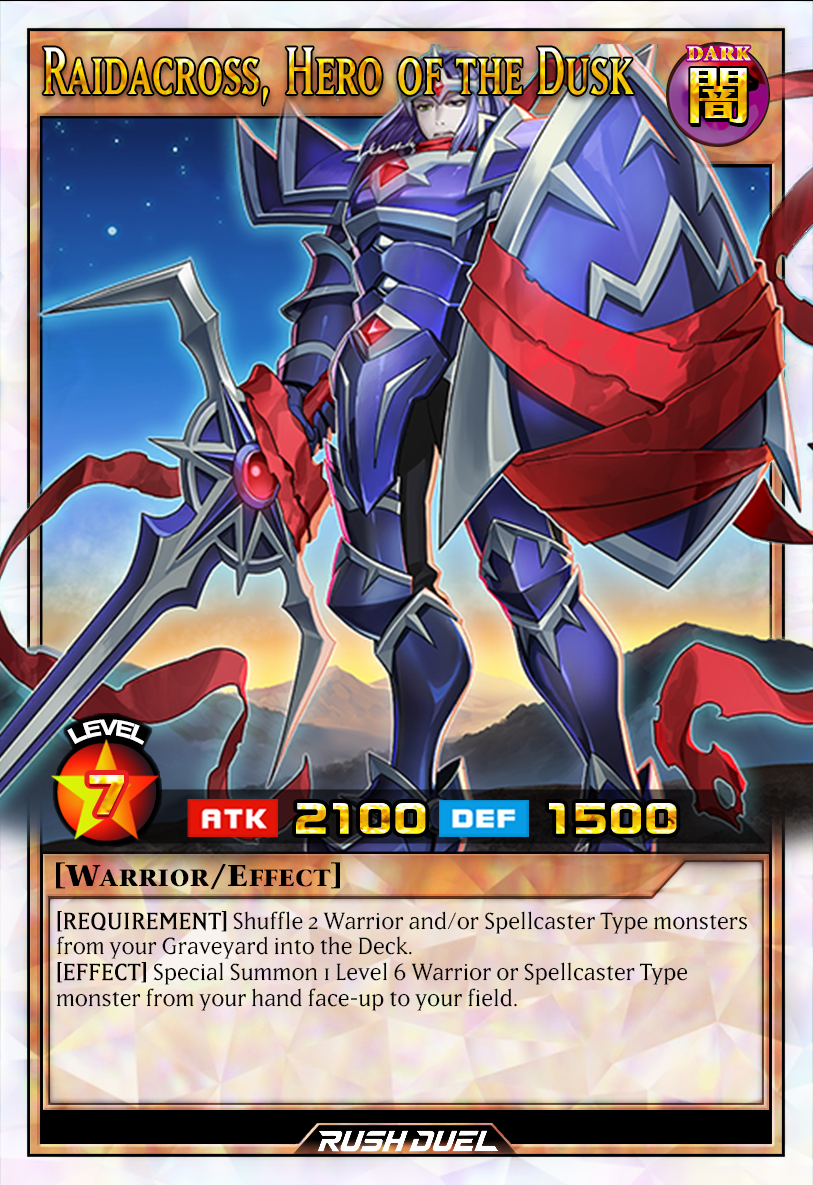 RAIDACROSS, HERO OF THE DUSK
DARK
闇
LEVEL
7
ATK 2100 DEF 1500
[WARRIOR/EFFECT]
[REQUIREMENT] Shuffle 2 Warrior and/or Spellcaster Type monsters
from your Graveyard into the Deck.
[EFFECT] Special Summon 1 Level 6 Warrior or Spellcaster Type
monster from your hand face-up to your field.
RUSH DUEL